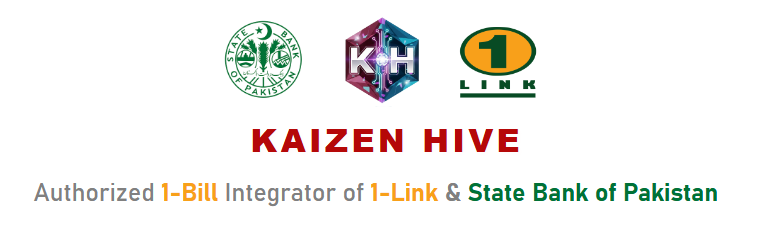 STATE BANK OF PAKISTAN
KH
1
LINK
KAIZEN HIVE
Authorized 1-Bill Integrator of 1-Link & State Bank of Pakistan